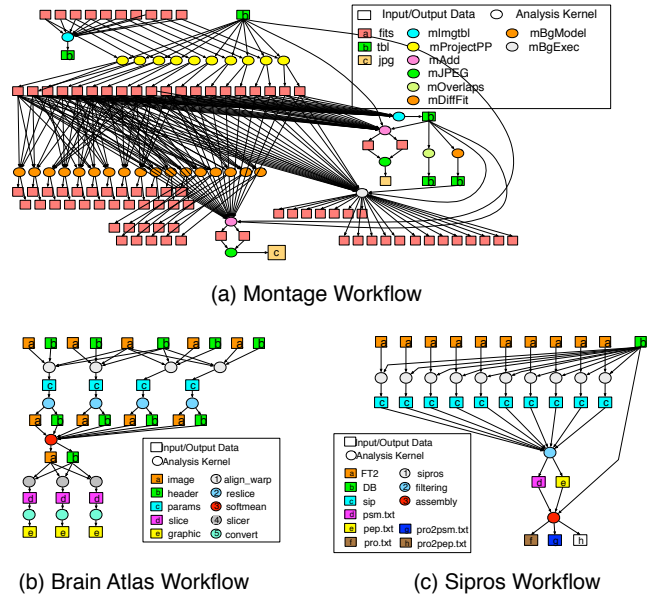 b
Input/Output Data Analysis Kernel
a fits mImgtbl mBgModel
b tbl mProjectPP mBgExec
c jpg mAdd
mJPEG
mOverlaps
mDiffFit
b
b
b b
c
(a) Montage Workflow
a b a b a b a b a b
c c c c
a b a b a b a b
a b
d d d
e e e
Input/Output Data
Analysis Kernel
a image 1 align_warp
b header 2 reslice
c params 3 softmean
d slice 4 slicer
e graphic 5 convert
(b) Brain Atlas Workflow
a a a a a a a a a a b
c c c c c c c c c c
d e
f g h
Input/Output Data
Analysis Kernel
a FT2 1 sipros
b DB 2 filtering
c sip 3 assembly
d psm.txt
e pep.txt g pro2psm.txt
f pro.txt h pro2pep.txt
(c) Sipros Workflow